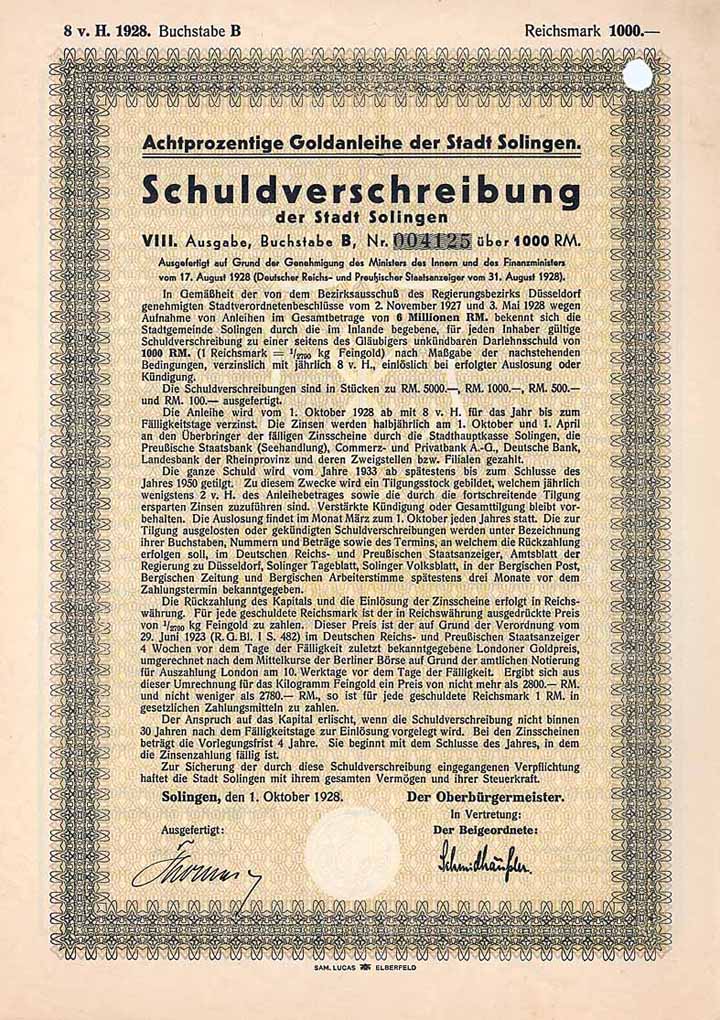 8 v. H. 1928. Buchstabe B
Reichsmark 1000.—
Achtprozentige Goldanleihe der Stadt Solingen.
Schuldverschreibung
der Stadt Solingen
VIII. Ausgabe, Buchstabe B, Nr. 004125 über 1000 RM.
Ausgefertigt auf Grund der Genehmigung des Ministers des Innern und des Finanzministers
vom 17. August 1928 (Deutscher Reichs- und Preußischer Staatsanzeiger vom 31. August 1928).
In Gemäßheit der von dem Bezirksausschuß des Regierungsbezirks Düsseldorf
genehmigten Stadtverordnetenbeschlüsse vom 2. November 1927 und 3. Mai 1928 wegen
Aufnahme von Anleihen im Gesamtbetrage von 6 Millionen RM. bekennt sich die
Stadtgemeinde Solingen durch die im Inlande begebene, für jeden Inhaber gültige
Schuldverschreibung zu einer seitens des Gläubigers unkündbaren Darlehnsschuld von
1000 RM. (1 Reichsmark = 1/2790 kg Feingold) nach Maßgabe der nachstehenden
Bedingungen, verzinslich mit jährlich 8 v. H., einlöslich bei erfolgter Auslosung oder
Kündigung.
Die Schuldverschreibungen sind in Stücken zu RM. 5000.—, RM. 1000.—, RM. 500.—
und RM. 100.— ausgefertigt.
Die Anleihe wird vom 1. Oktober 1928 ab mit 8 v. H. für das Jahr bis zum
Fälligkeitstage verzinst. Die Zinsen werden halbjährlich am 1. Oktober und 1. April
an den Überbringer der fälligen Zinsscheine durch die Stadthauptkasse Solingen, die
Preußische Staatsbank (Seehandlung), Commerz- und Privatbank A.-G., Deutsche Bank,
Landesbank der Rheinprovinz und deren Zweigstellen bzw. Filialen gezahlt.
Die ganze Schuld wird vom Jahre 1933 ab spätestens bis zum Schlusse des
Jahres 1950 getilgt. Zu diesem Zwecke wird ein Tilgungsstock gebildet, welchem jährlich
wenigstens 2 v. H. des Anleihebetrages sowie die durch die fortschreitende Tilgung
ersparten Zinsen zuzuführen sind. Verstärkte Kündigung oder Gesamttilgung bleibt vor-
behalten. Die Auslosung findet im Monat März zum 1. Oktober jeden Jahres statt. Die zur
Tilgung ausgelosten oder gekündigten Schuldverschreibungen werden unter Bezeichnung
ihrer Buchstaben, Nummern und Beträge sowie des Termins, an welchem die Rückzahlung
erfolgen soll, im Deutschen Reichs- und Preußischen Staatsanzeiger, Amtsblatt der
Regierung zu Düsseldorf, Solinger Tageblatt, Solinger Volksblatt, in der Bergischen Post,
Bergischen Zeitung und Bergischen Arbeiterstimme spätestens drei Monate vor dem
Zahlungstermin bekanntgegeben.
Die Rückzahlung des Kapitals und die Einlösung der Zinsscheine erfolgt in Reichs-
währung. Für jede geschuldete Reichsmark ist der in Reichswährung ausgedrückte Preis
von 1/2790 kg Feingold zu zahlen. Dieser Preis ist der auf Grund der Verordnung vom
29. Juni 1923 (R. G. Bl. I S. 482) im Deutschen Reichs- und Preußischen Staatsanzeiger
4 Wochen vor dem Tage der Fälligkeit zuletzt bekanntgegebene Londoner Goldpreis,
umgerechnet nach dem Mittelkurse der Berliner Börse auf Grund der amtlichen Notierung
für Auszahlung London am 10. Werktage vor dem Tage der Fälligkeit. Ergibt sich aus
dieser Umrechnung für das Kilogramm Feingold ein Preis von nicht mehr als 2800.— RM.
und nicht weniger als 2780.— RM., so ist für jede geschuldete Reichsmark 1 RM. in
gesetzlichen Zahlungsmitteln zu zahlen.
Der Anspruch auf das Kapital erlischt, wenn die Schuldverschreibung nicht binnen
30 Jahren nach dem Fälligkeitstage zur Einlösung vorgelegt wird. Bei den Zinsscheinen
beträgt die Vorlegungsfrist 4 Jahre. Sie beginnt mit dem Schlusse des Jahres, in dem
die Zinsenzahlung fällig ist.
Zur Sicherung der durch diese Schuldverschreibung eingegangenen Verpflichtung
haftet die Stadt Solingen mit ihrem gesamten Vermögen und ihrer Steuerkraft.
Solingen, den 1. Oktober 1928.
Der Oberbürgermeister.
In Vertretung:
Ausgefertigt:
Der Beigeordnete:
Schmidhäußler.
SAM. LUCAS ELBERFELD